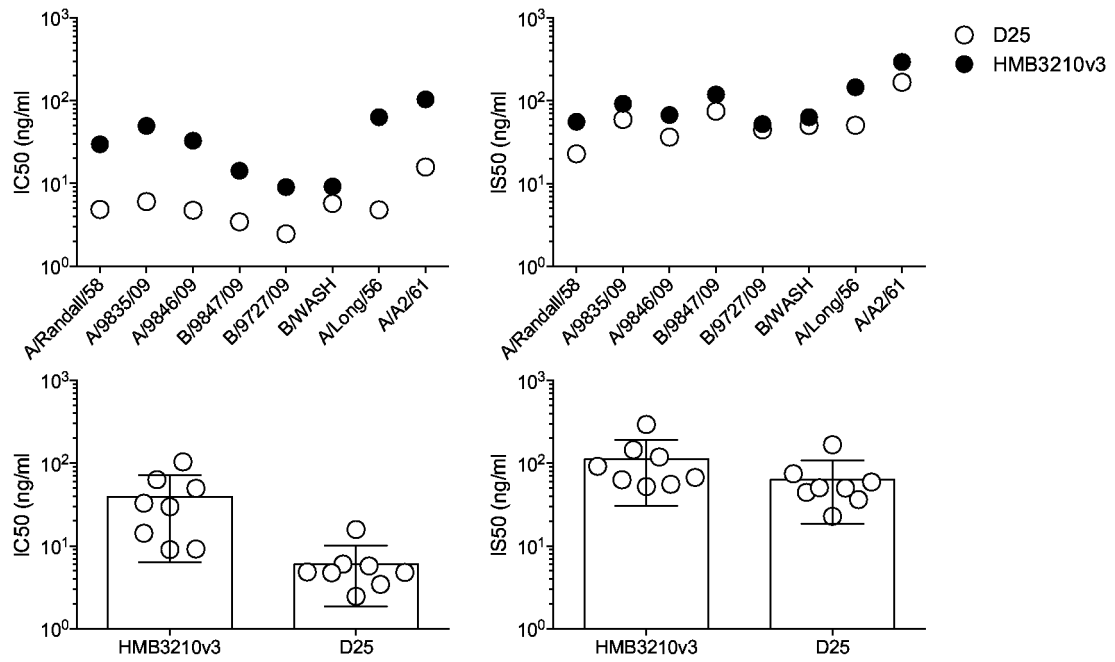 10³
10²
10¹
10⁰
IC50 (ng/ml)
A/Randall/58
A/9835/09
A/9846/09
B/9847/09
B/9727/09
B/WASH
A/Long/56
A/A2/61
10³
10²
10¹
10⁰
IS50 (ng/ml)
A/Randall/58
A/9835/09
A/9846/09
B/9847/09
B/9727/09
B/WASH
A/Long/56
A/A2/61
D25
HMB3210v3
10³
10²
10¹
10⁰
IC50 (ng/ml)
HMB3210v3
D25
10³
10²
10¹
10⁰
IS50 (ng/ml)
HMB3210v3
D25